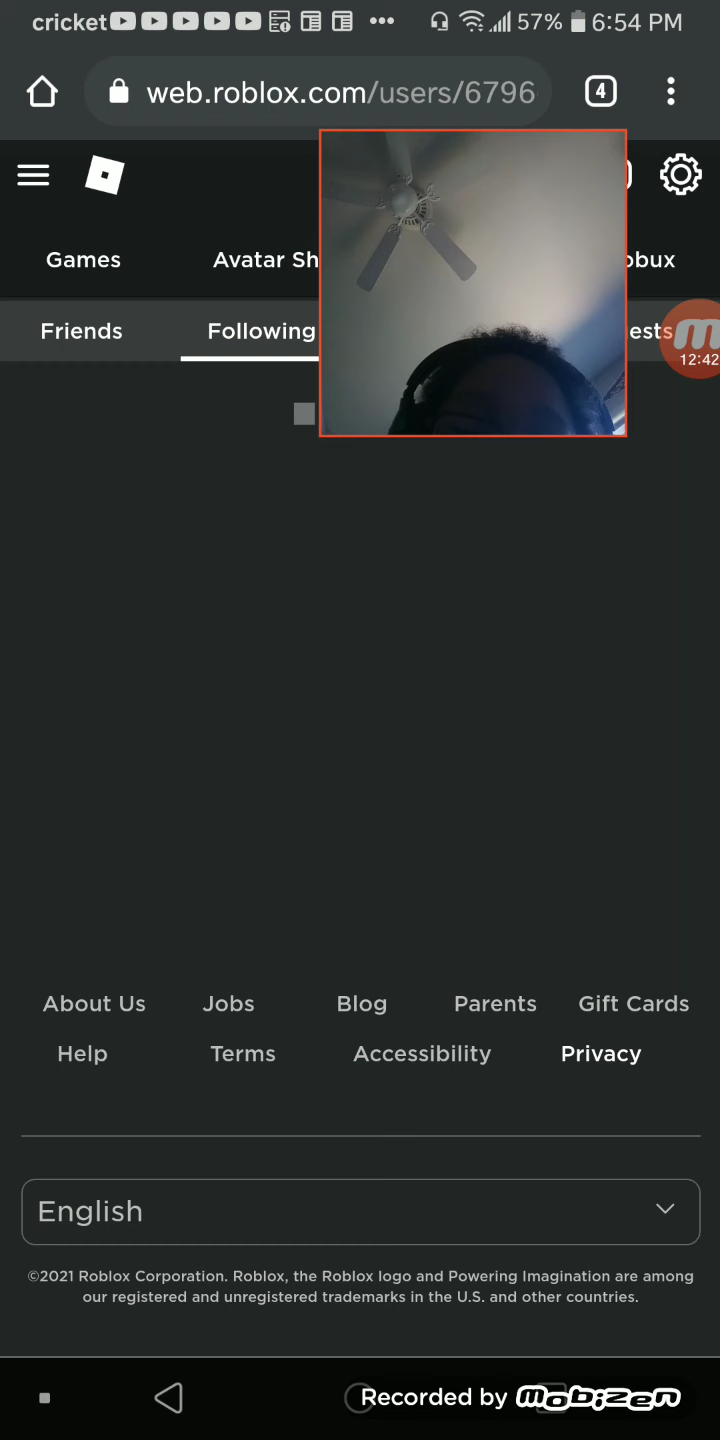 cricket 57% 6:54 PM
web.roblox.com/users/6796 4
Games Avatar Sh obux
Friends Following ests
12:42
About Us Jobs Blog Parents Gift Cards
Help Terms Accessibility Privacy
English
©2021 Roblox Corporation. Roblox, the Roblox logo and Powering Imagination are among
our registered and unregistered trademarks in the U.S. and other countries.
Recorded by mobizen